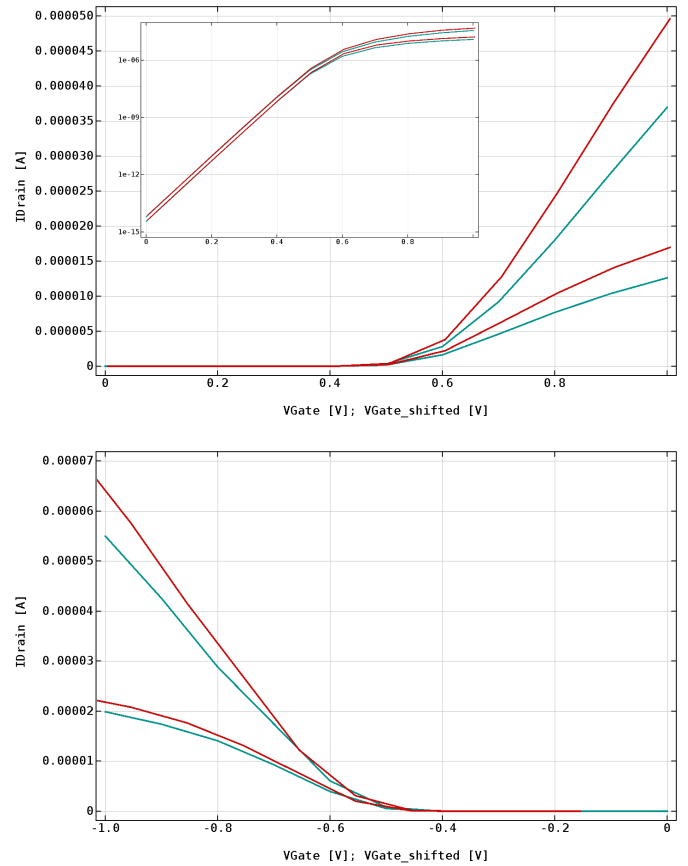 0.000050
0.000045
0.000035
0.000030
0.000025
0.000020
0.000015
0.000010
0.000005
0
IDrain [A]
1e-06
1e-09
1e-12
1e-15
0 0.2 0.4 0.6 0.8
0 0.2 0.4 0.6 0.8
VGate [V]; VGate_shifted [V]
0.00007
0.00006
0.00005
0.00004
0.00003
0.00002
0.00001
0
IDrain [A]
-1.0 -0.8 -0.6 -0.4 -0.2 0
VGate [V]; VGate_shifted [V]